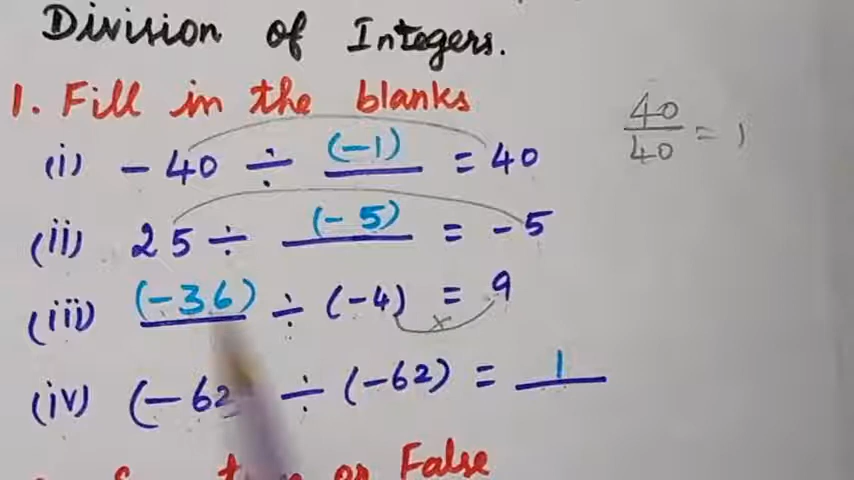 Division of Integers.
1. Fill in the blanks
(i) - 40 ÷ (-1) = 40
40/40 = 1
(ii) 25 ÷ (-5) = -5
(iii) (-36) ÷ (-4) = 9
x
(iv) (-62 ÷ (-62) = 1
or False